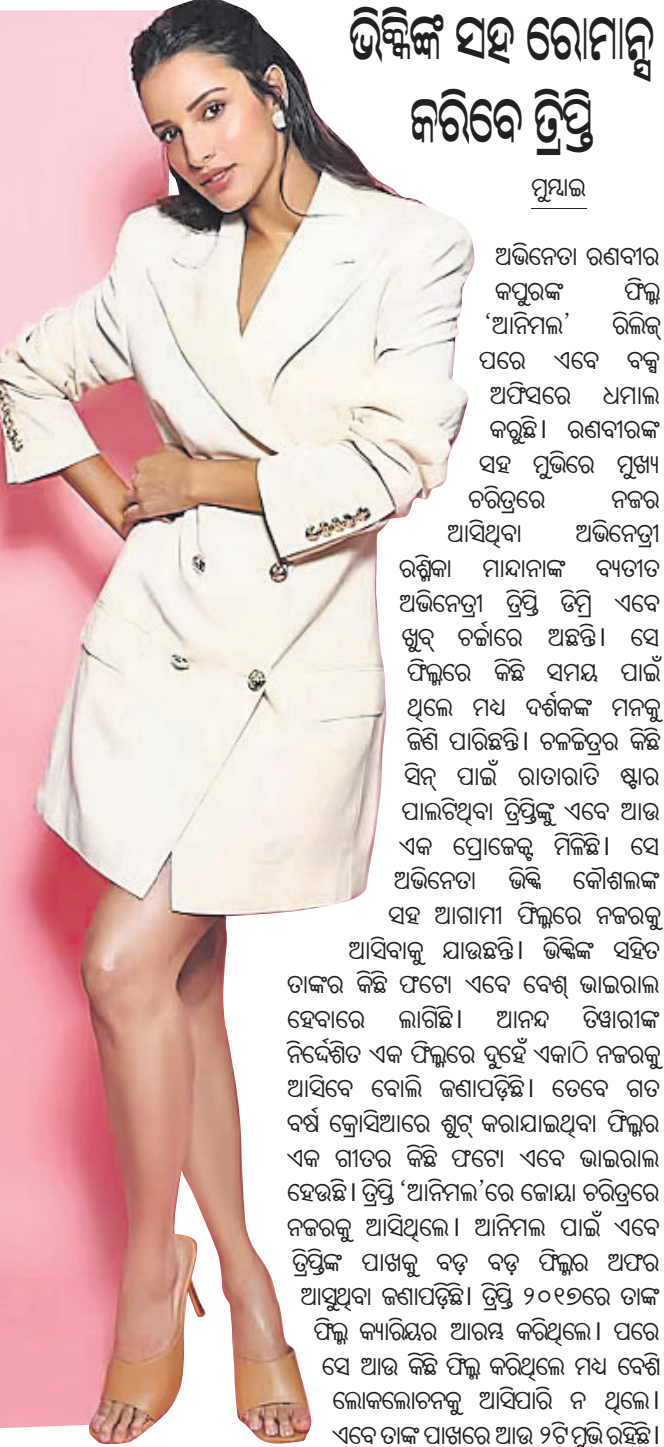 ଭିକ୍କିଙ୍କ ସହ ରୋମାନ୍ସ
କରିବେ ତ୍ରିପ୍ତି
ମୁମ୍ବାଇ
ଅଭିନେତା ରଣବୀର
କପୁରଙ୍କ ଫିଲ୍ମ
‘ଆନିମଲ’ ରିଲିଜ୍
ପରେ ଏବେ ବକ୍ସ
ଅଫିସରେ ଧମାଲ
କରୁଛି। ରଣବୀରଙ୍କ
ସହ ମୁଭିରେ ମୁଖ୍ୟ
ଚରିତ୍ରରେ ନଜର
ଆସିଥିବା ଅଭିନେତ୍ରୀ
ରଶ୍ମିକା ମାନ୍ଦାନାଙ୍କ ବ୍ୟତୀତ
ଅଭିନେତ୍ରୀ ତ୍ରିପ୍ତି ଡିମ୍ରି ଏବେ
ଖୁବ୍ ଚର୍ଚ୍ଚାରେ ଅଛନ୍ତି। ସେ
ଫିଲ୍ମରେ କିଛି ସମୟ ପାଇଁ
ଥିଲେ ମଧ୍ୟ ଦର୍ଶକଙ୍କ ମନକୁ
ଜିଣି ପାରିଛନ୍ତି। ଚଳଚ୍ଚିତ୍ରର କିଛି
ସିନ୍ ପାଇଁ ରାତାରାତି ଷ୍ଟାର
ପାଲଟିଥିବା ତ୍ରିପ୍ତିଙ୍କୁ ଏବେ ଆଉ
ଏକ ପ୍ରୋଜେକ୍ଟ ମିଳିଛି। ସେ
ଅଭିନେତା ଭିକ୍କି କୌଶଲଙ୍କ
ସହ ଆଗାମୀ ଫିଲ୍ମରେ ନଜରକୁ
ଆସିବାକୁ ଯାଉଛନ୍ତି। ଭିକ୍କିଙ୍କ ସହିତ
ତାଙ୍କର କିଛି ଫଟୋ ଏବେ ବେଶ୍ ଭାଇରାଲ
ହେବାରେ ଲାଗିଛି। ଆନନ୍ଦ ତିୱାରୀଙ୍କ
ନିର୍ଦ୍ଦେଶିତ ଏକ ଫିଲ୍ମରେ ଦୁହେଁ ଏକାଠି ନଜରକୁ
ଆସିବେ ବୋଲି ଜଣାପଡ଼ିଛି। ତେବେ ଗତ
ବର୍ଷ କ୍ରୋସିଆରେ ଶୁଟ୍ କରାଯାଇଥିବା ଫିଲ୍ମର
ଏକ ଗୀତର କିଛି ଫଟୋ ଏବେ ଭାଇରାଲ
ହେଉଛି। ତ୍ରିପ୍ତି ‘ଆନିମଲ’ରେ ଜୋୟା ଚରିତ୍ରରେ
ନଜରକୁ ଆସିଥିଲେ। ଆନିମଲ ପାଇଁ ଏବେ
ତ୍ରିପ୍ତିଙ୍କ ପାଖକୁ ବଡ଼ ବଡ଼ ଫିଲ୍ମର ଅଫର
ଆସୁଥିବା ଜଣାପଡ଼ିଛି। ତ୍ରିପ୍ତି ୨୦୧୭ରେ ତାଙ୍କ
ଫିଲ୍ମ କ୍ୟାରିୟର ଆରମ୍ଭ କରିଥିଲେ। ପରେ
ସେ ଆଉ କିଛି ଫିଲ୍ମ କରିଥିଲେ ମଧ୍ୟ ବେଶି
ଲୋକଲୋଚନକୁ ଆସିପାରି ନ ଥିଲେ।
ଏବେ ତାଙ୍କ ପାଖରେ ଆଉ ୨ଟି ମୁଭି ରହିଛି।